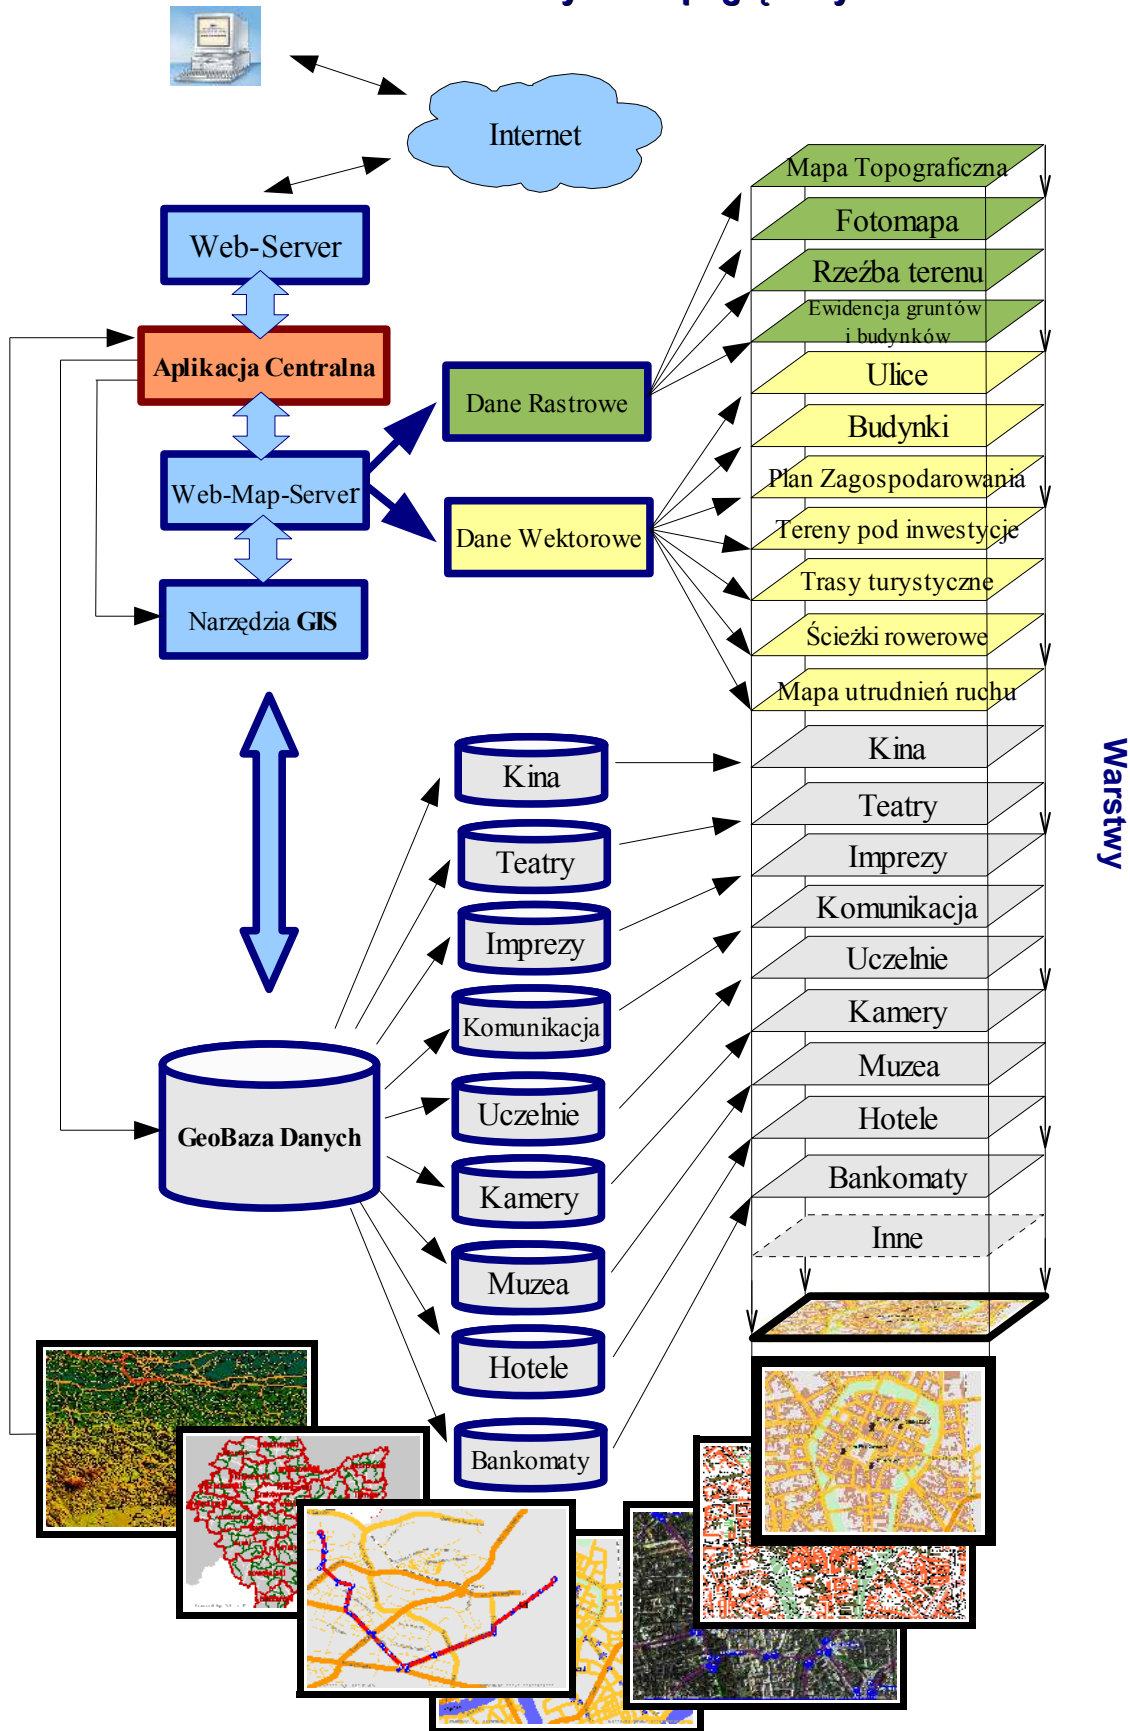 Internet
Web-Server
Aplikacja Centralna
Web-Map-Server
Narzędzia GIS
Dane Rastrowe
Dane Wektorowe
Mapa Topograficzna
Fotomapa
Rzeźba terenu
Ewidencja gruntów
i budynków
Ulice
Budynki
Plan Zagospodarowania
Tereny pod inwestycje
Trasy turystyczne
Ścieżki rowerowe
Mapa utrudnień ruchu
Kina
Teatry
Imprezy
Komunikacja
Uczelnie
Kamery
Muzea
Hotele
Bankomaty
Inne
Warstwy
GeoBaza Danych
Kina
Teatry
Imprezy
Komunikacja
Uczelnie
Kamery
Muzea
Hotele
Bankomaty